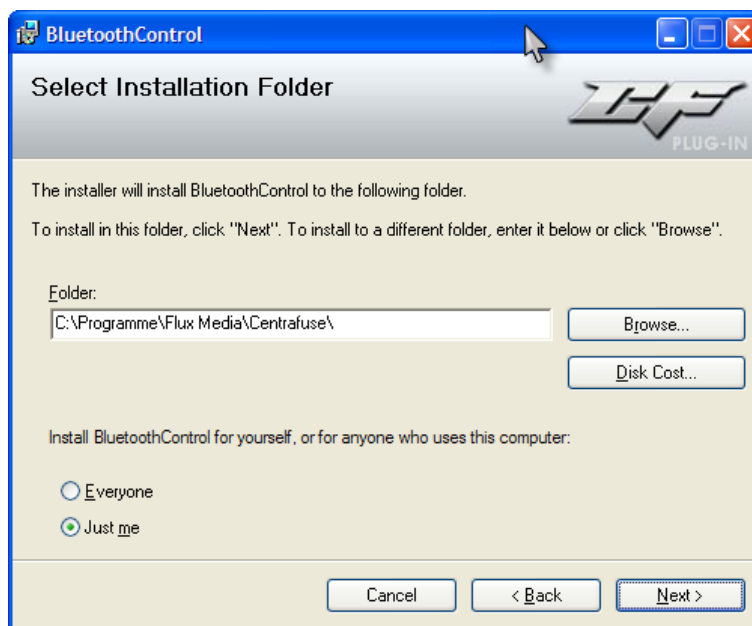 BluetoothControl
Select Installation Folder
CF
PLUG-IN
The installer will install BluetoothControl to the following folder.
To install in this folder, click "Next". To install to a different folder, enter it below or click "Browse".
Folder:
C:\Programme\Flux Media\Centrafuse\
Browse...
Disk Cost...
Install BluetoothControl for yourself, or for anyone who uses this computer:
Everyone
Just me
Cancel
< Back
Next >